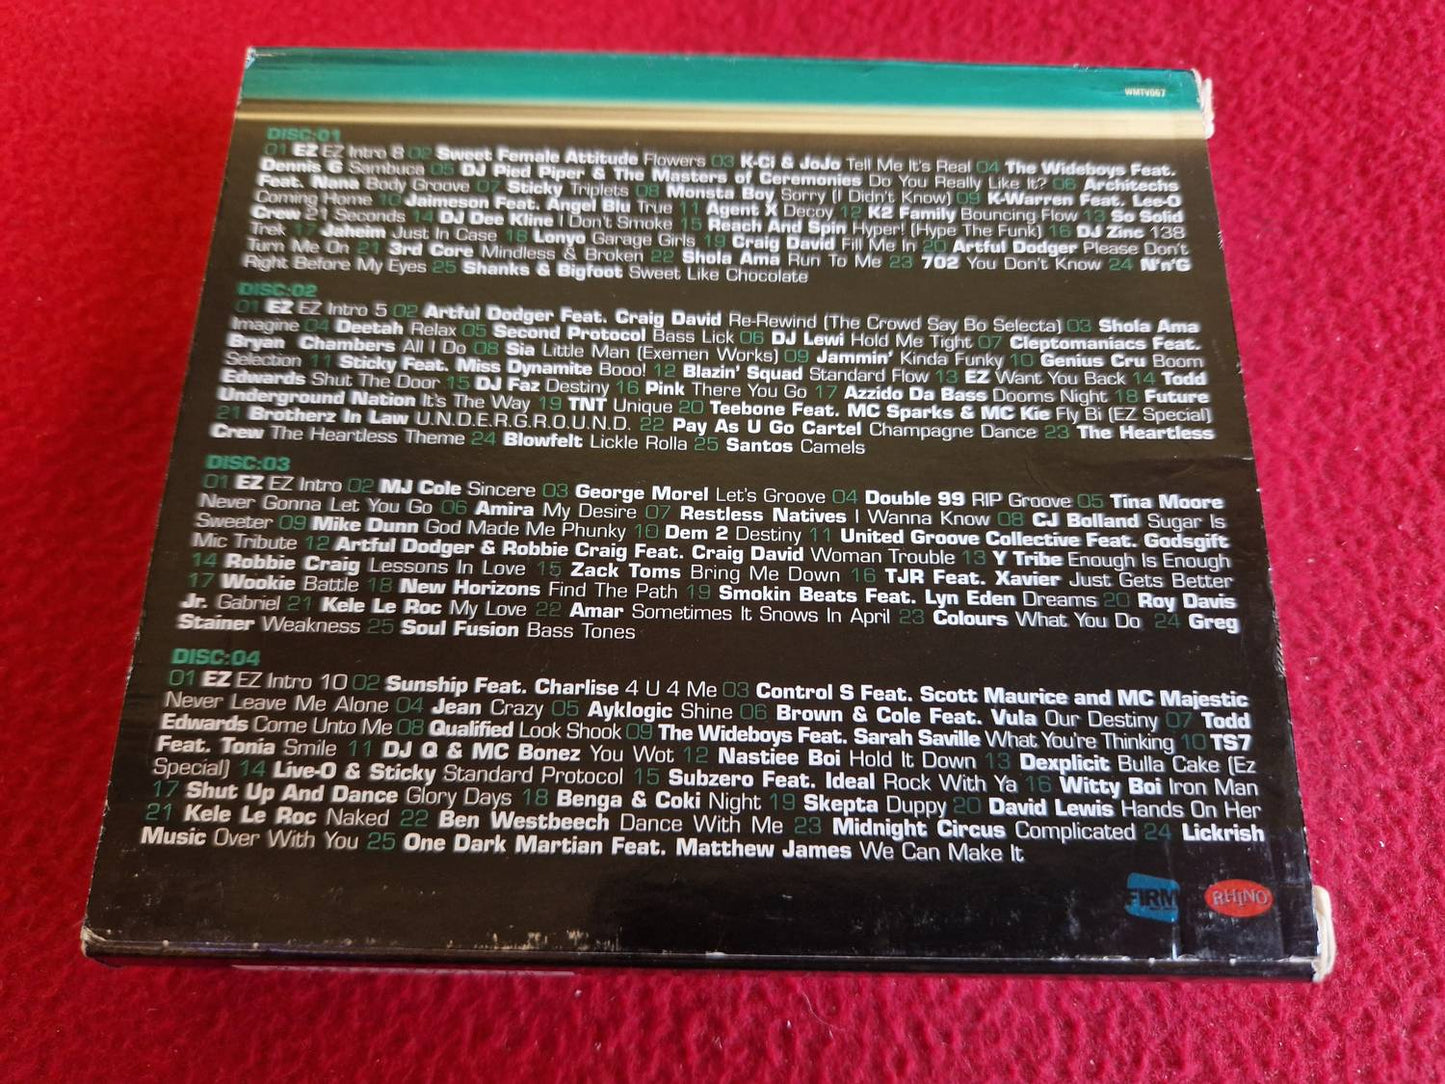 WMTV067
DISC:01
01 EZ EZ Intro 8 02 Sweet Female Attitude Flowers 03 K-Ci & JoJo Tell Me It's Real 04 The Wideboys Feat.
Dennis G Sambuca 05 DJ Pied Piper & The Masters of Ceremonies Do You Really Like It? 06 Architechs
Feat. Nana Body Groove 07 Sticky Triplets 08 Monsta Boy Sorry (I Didn't Know) 09 K-Warren Feat. Lee-O
Coming Home 10 Jaimeson Feat. Angel Blu True 11 Agent X Decoy 12 K2 Family Bouncing Flow 13 So Solid
Crew 21 Seconds 14 DJ Dee Kline I Don't Smoke 15 Reach And Spin Hyper! (Hype The Funk) 16 DJ Zinc 138
Trek 17 Jaheim Just In Case 18 Lonyo Garage Girls 19 Craig David Fill Me In 20 Artful Dodger Please Don't
Turn Me On 21 3rd Core Mindless & Broken 22 Shola Ama Run To Me 23 702 You Don't Know 24 N'n'G
Right Before My Eyes 25 Shanks & Bigfoot Sweet Like Chocolate
DISC:02
01 EZ EZ Intro 5 02 Artful Dodger Feat. Craig David Re-Rewind (The Crowd Say Bo Selecta) 03 Shola Ama
Imagine 04 Deetah Relax 05 Second Protocol Bass Lick 06 DJ Lewi Hold Me Tight 07 Cleptomaniacs Feat.
Bryan Chambers All I Do 08 Sia Little Man (Exemen Works) 09 Jammin' Kinda Funky 10 Genius Cru Boom
Selection 11 Sticky Feat. Miss Dynamite Booo! 12 Blazin' Squad Standard Flow 13 EZ Want You Back 14 Todd
Edwards Shut The Door 15 DJ Faz Destiny 16 Pink There You Go 17 Azzido Da Bass Dooms Night 18 Future
Underground Nation It's The Way 19 TNT Unique 20 Teebone Feat. MC Sparks & MC Kie Fly Bi (EZ Special)
21 Brotherz In Law U.N.D.E.R.G.R.O.U.N.D. 22 Pay As U Go Cartel Champagne Dance 23 The Heartless
Crew The Heartless Theme 24 Blowfelt Lickle Rolla 25 Santos Camels
DISC:03
01 EZ EZ Intro 02 MJ Cole Sincere 03 George Morel Let's Groove 04 Double 99 RIP Groove 05 Tina Moore
Never Gonna Let You Go 06 Amira My Desire 07 Restless Natives I Wanna Know 08 CJ Bolland Sugar Is
Sweeter 09 Mike Dunn God Made Me Phunky 10 Dem 2 Destiny 11 United Groove Collective Feat. Godsgift
Mic Tribute 12 Artful Dodger & Robbie Craig Feat. Craig David Woman Trouble 13 Y Tribe Enough Is Enough
14 Robbie Craig Lessons In Love 15 Zack Toms Bring Me Down 16 TJR Feat. Xavier Just Gets Better
17 Wookie Battle 18 New Horizons Find The Path 19 Smokin Beats Feat. Lyn Eden Dreams 20 Roy Davis
Jr. Gabriel 21 Kele Le Roc My Love 22 Amar Sometimes It Snows In April 23 Colours What You Do 24 Greg
Stainer Weakness 25 Soul Fusion Bass Tones
DISC:04
01 EZ EZ Intro 10 02 Sunship Feat. Charlise 4 U 4 Me 03 Control S Feat. Scott Maurice and MC Majestic
Never Leave Me Alone 04 Jean Crazy 05 Ayklogic Shine 06 Brown & Cole Feat. Vula Our Destiny 07 Todd
Edwards Come Unto Me 08 Qualified Look Shook 09 The Wideboys Feat. Sarah Saville What You're Thinking 10 TS7
Feat. Tonia Smile 11 DJ Q & MC Bonez You Wot 12 Nastiee Boi Hold It Down 13 Dexplicit Bulla Cake (Ez
Special) 14 Live-O & Sticky Standard Protocol 15 Subzero Feat. Ideal Rock With Ya 16 Witty Boi Iron Man
17 Shut Up And Dance Glory Days 18 Benga & Coki Night 19 Skepta Duppy 20 David Lewis Hands On Her
21 Kele Le Roc Naked 22 Ben Westbeech Dance With Me 23 Midnight Circus Complicated 24 Lickrish
Music Over With You 25 One Dark Martian Feat. Matthew James We Can Make It
FIRM
RHINO